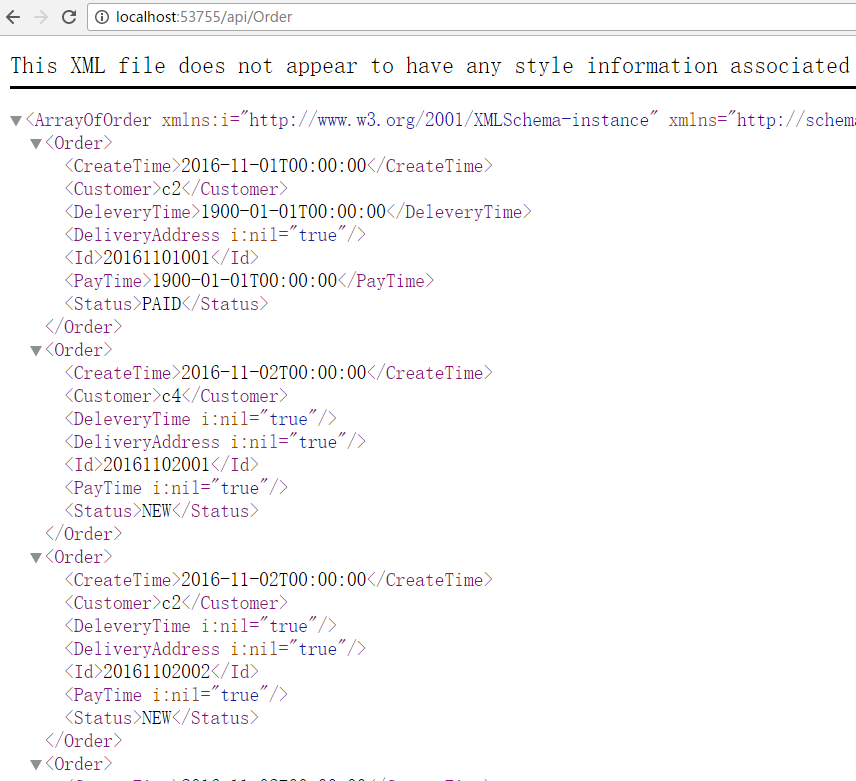 localhost:53755/api/Order
This XML file does not appear to have any style information associated
<ArrayOfOrder xmlns:i="http://www.w3.org/2001/XMLSchema-instance" xmlns="http://schema
<Order>
<CreateTime>2016-11-01T00:00:00</CreateTime>
<Customer>c2</Customer>
<DeleveryTime>1900-01-01T00:00:00</DeleveryTime>
<DeliveryAddress i:nil="true"/>
<Id>20161101001</Id>
<PayTime>1900-01-01T00:00:00</PayTime>
<Status>PAID</Status>
</Order>
<Order>
<CreateTime>2016-11-02T00:00:00</CreateTime>
<Customer>c4</Customer>
<DeleveryTime i:nil="true"/>
<DeliveryAddress i:nil="true"/>
<Id>20161102001</Id>
<PayTime i:nil="true"/>
<Status>NEW</Status>
</Order>
<Order>
<CreateTime>2016-11-02T00:00:00</CreateTime>
<Customer>c2</Customer>
<DeleveryTime i:nil="true"/>
<DeliveryAddress i:nil="true"/>
<Id>20161102002</Id>
<PayTime i:nil="true"/>
<Status>NEW</Status>
</Order>
<Order>